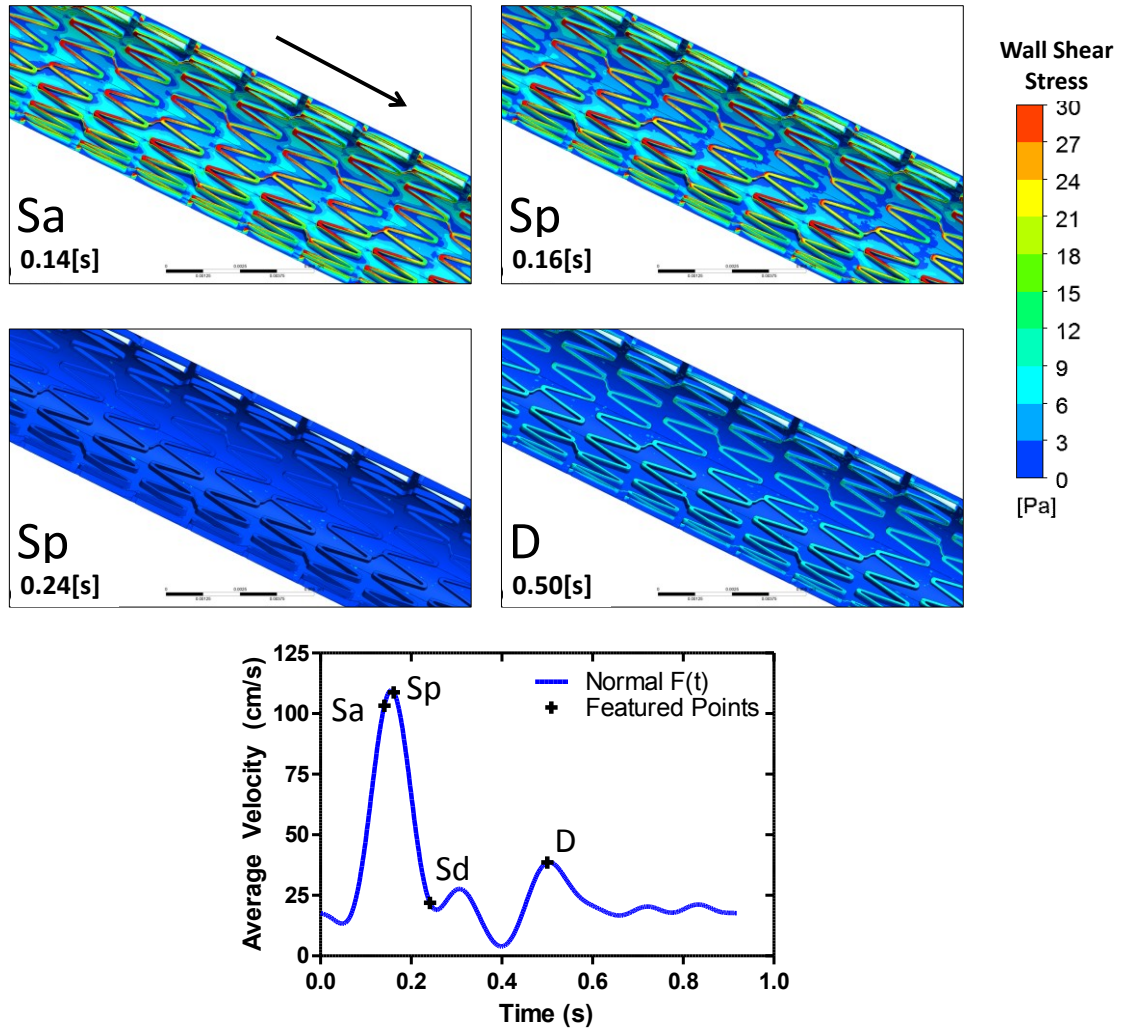 Sa
0.14[s]
Sp
0.16[s]
Wall Shear
Stress
30
27
24
21
18
15
12
9
6
3
0
[Pa]
Sp
0.24[s]
D
0.50[s]
125
100
75
50
25
0
Average Velocity (cm/s)
Normal F(t)
Featured Points
Sa
Sp
Sd
D
0.0 0.2 0.4 0.6 0.8 1.0
Time (s)